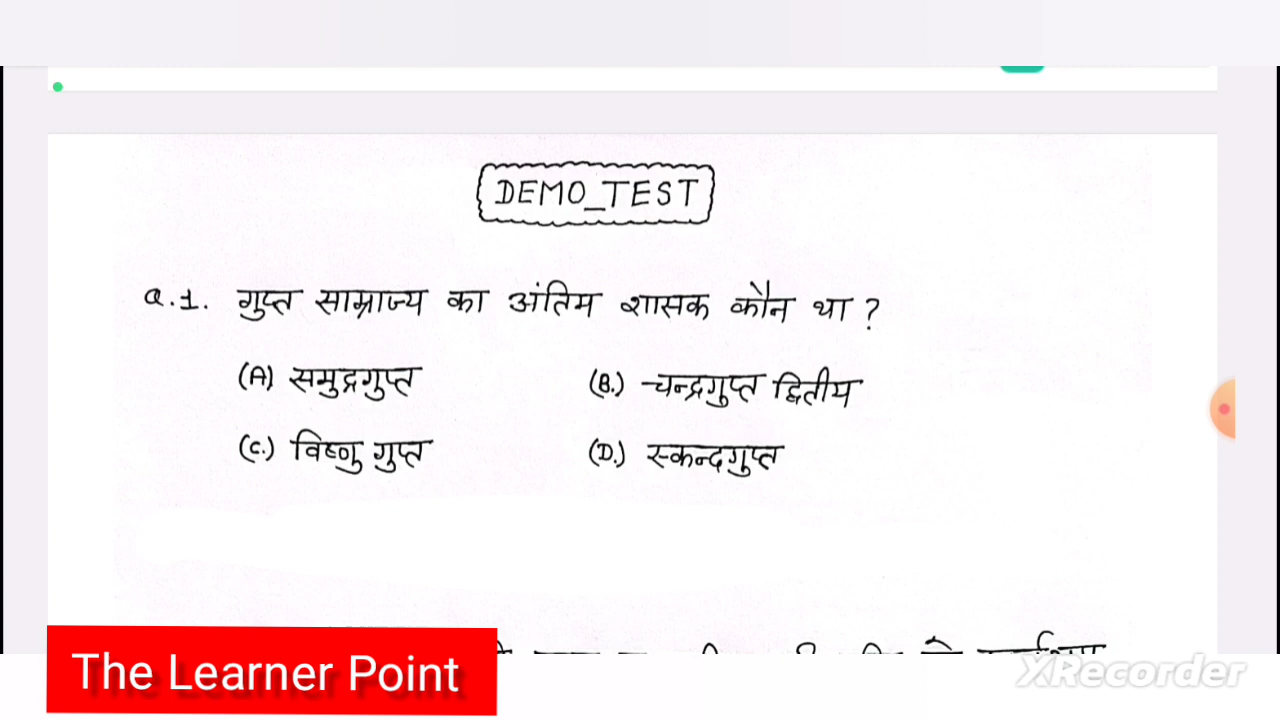 DEMO_TEST
Q.1. गुप्त साम्राज्य का अंतिम शासक कौन था ?
(A) समुद्रगुप्त (B.) चन्द्रगुप्त द्वितीय
(C.) विष्णु गुप्त (D.) स्कन्दगुप्त
The Learner Point
XRecorder